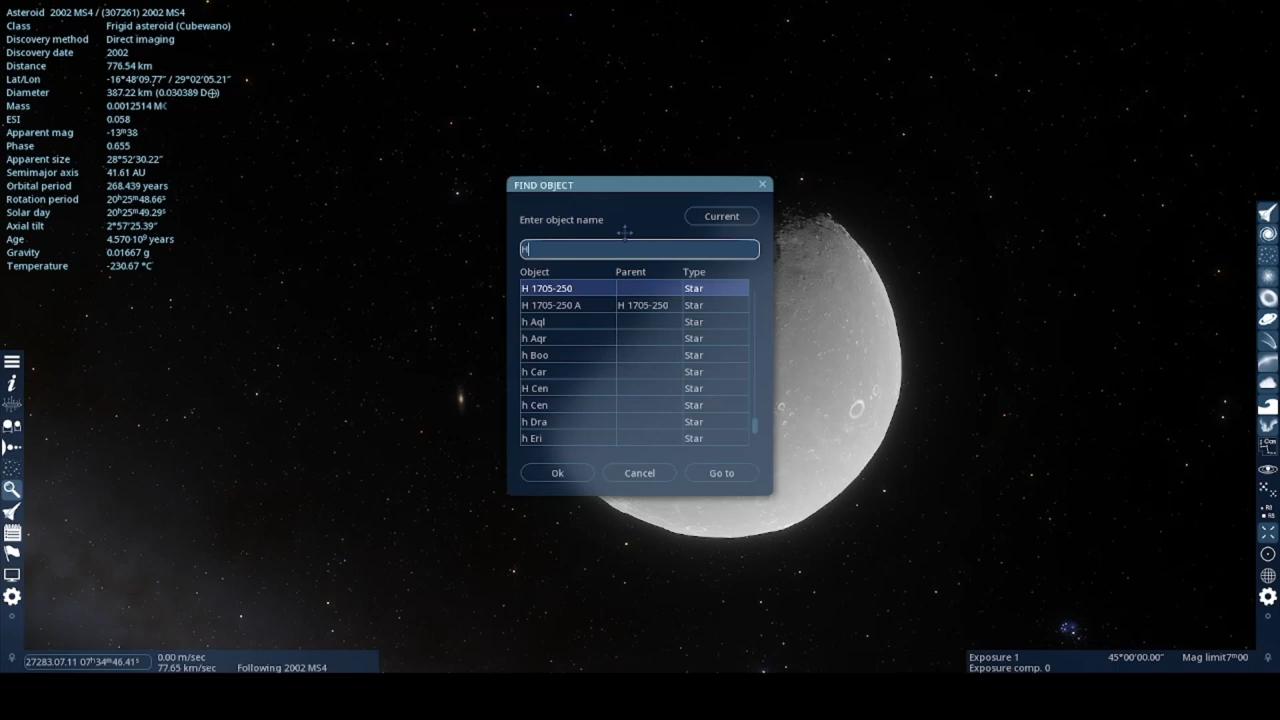 Asteroid 2002 MS4 / (307261) 2002 MS4
Class Frigid asteroid (Cubewano)
Discovery method Direct imaging
Discovery date 2002
Distance 776.54 km
Lat/Lon -16°48'09.77" / 29°02'05.21"
Diameter 387.22 km (0.030389 D⊕)
Mass 0.0012514 M☾
ESI 0.058
Apparent mag -13ᵐ38
Phase 0.655
Apparent size 28°52'30.22"
Semimajor axis 41.61 AU
Orbital period 268.439 years
Rotation period 20ʰ25ᵐ48.66ˢ
Solar day 20ʰ25ᵐ49.29ˢ
Axial tilt 2°57'25.39"
Age 4.570·10⁹ years
Gravity 0.01667 g
Temperature -230.67 °C
FIND OBJECT
Enter object name Current
H
Object Parent Type
H 1705-250 Star
H 1705-250 A H 1705-250 Star
h Aql Star
h Aqr Star
h Boo Star
h Car Star
H Cen Star
h Cen Star
h Dra Star
h Eri Star
Ok Cancel Go to
27283.07.11 07ʰ34ᵐ46.41ˢ
0.00 m/sec
77.65 km/sec Following 2002 MS4
Exposure 1 45°00'00.00" Mag limit7ᵐ00
Exposure comp. 0